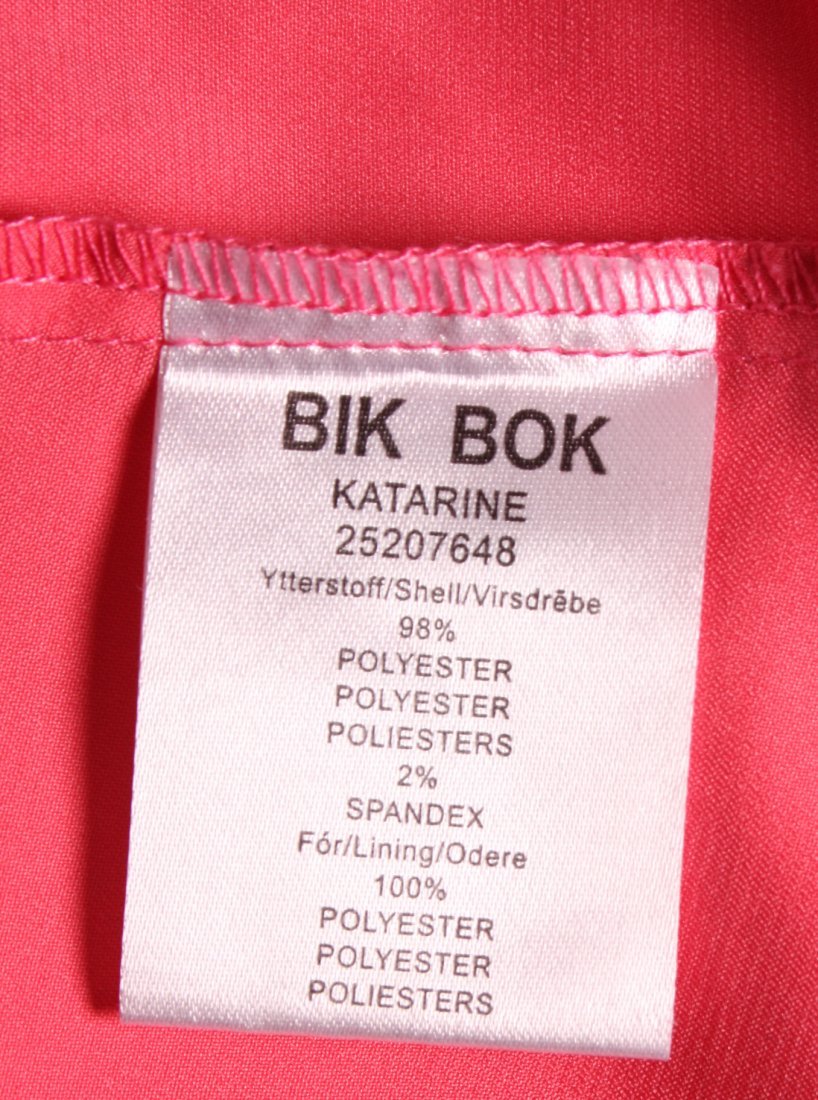 BIK BOK
KATARINE
25207648
Ytterstoff/Shell/Virsdrēbe
98%
POLYESTER
POLYESTER
POLIESTERS
2%
SPANDEX
Fór/Lining/Odere
100%
POLYESTER
POLYESTER
POLIESTERS